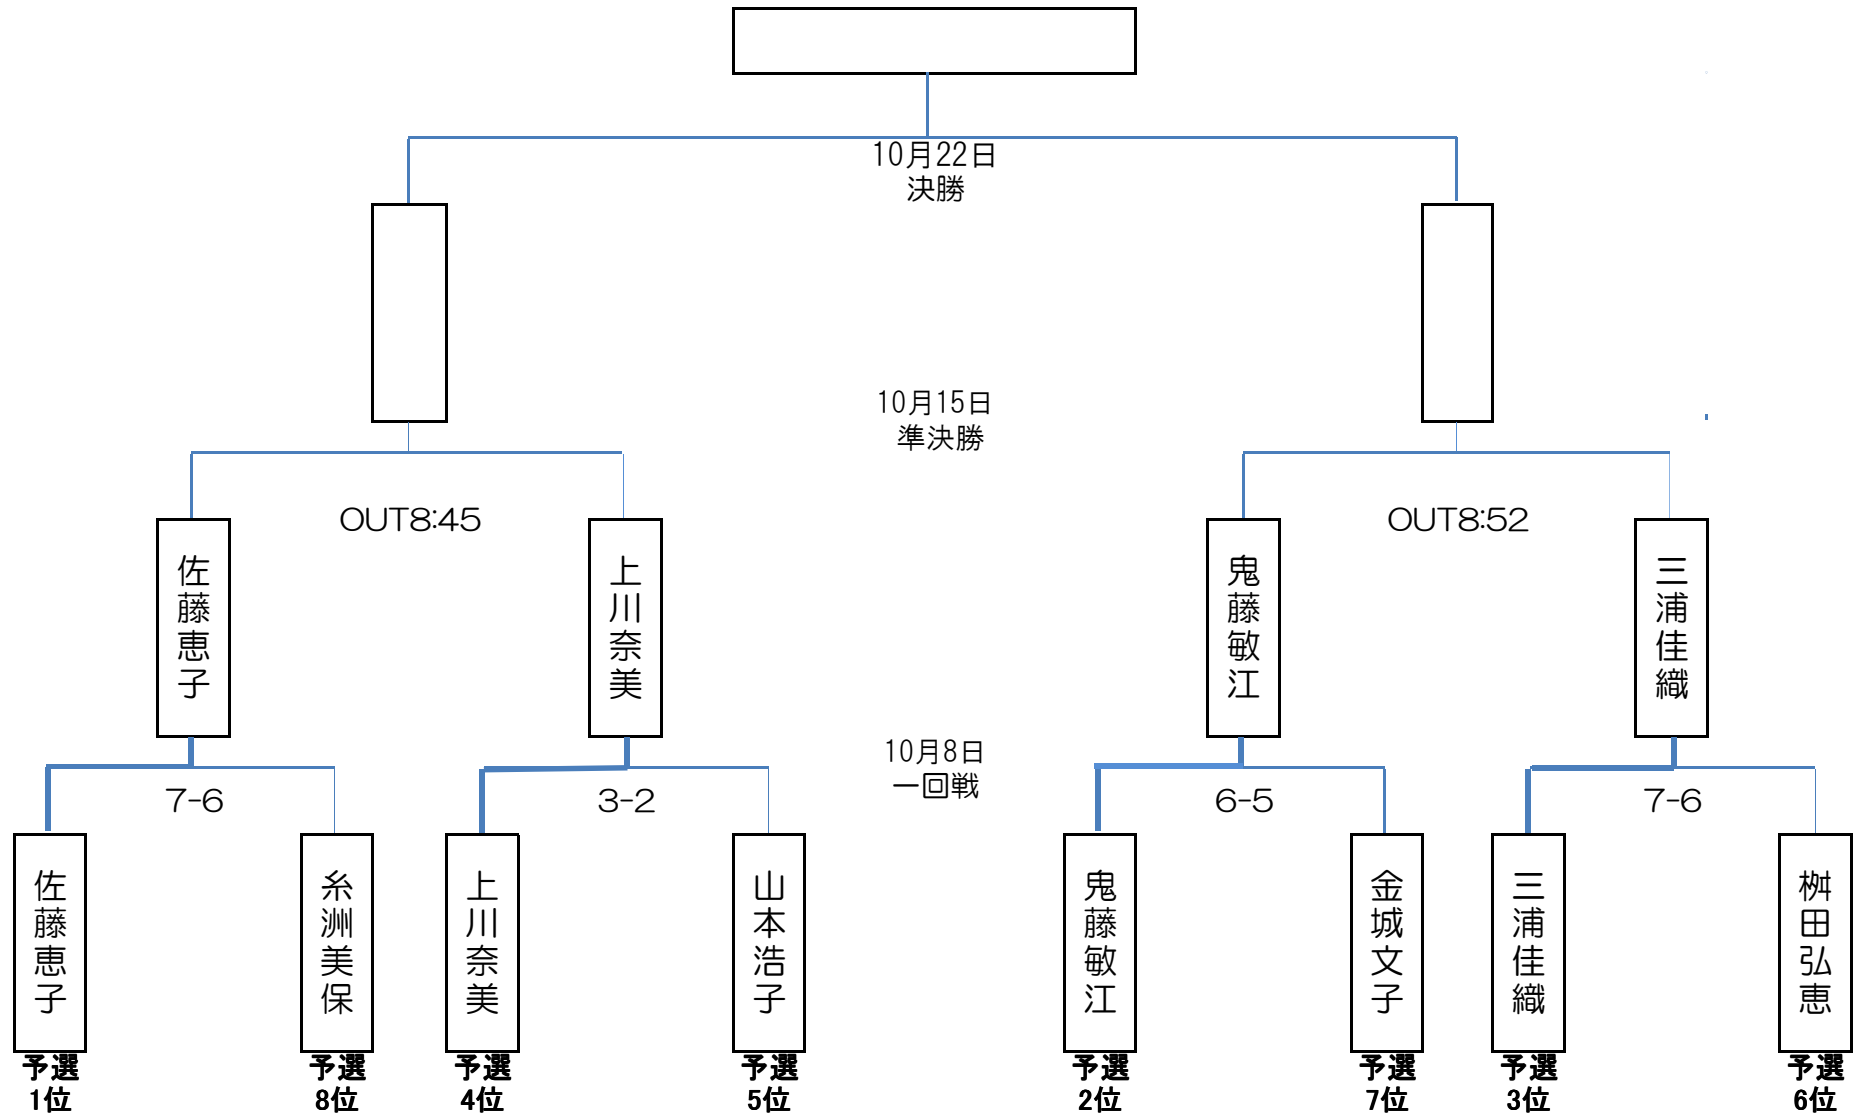 10月22日
決勝
10月15日
準決勝
OUT8:45
OUT8:52
佐藤恵子
上川奈美
鬼藤敏江
三浦佳織
10月8日
一回戦
7-6
3-2
6-5
7-6
佐藤恵子
糸洲美保
上川奈美
山本浩子
鬼藤敏江
金城文子
三浦佳織
桝田弘恵
予選
1位
予選
8位
予選
4位
予選
5位
予選
2位
予選
7位
予選
3位
予選
6位